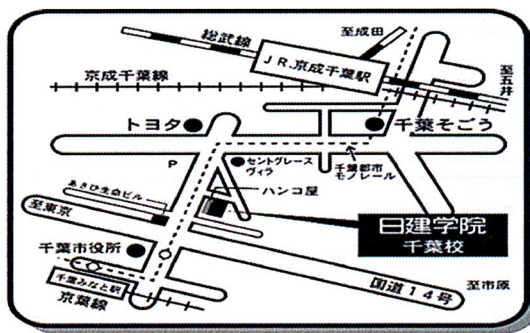 至成田
総武線
JR.京成千葉駅
至五井
京成千葉線
トヨタ
千葉そごう
P
セントグレース
ヴィラ
千葉都市
モノレール
ハンコ屋
あさひ生命ビル
至東京
日建学院
千葉校
千葉市役所
国道14号
至市原
千葉みなと駅
京葉線